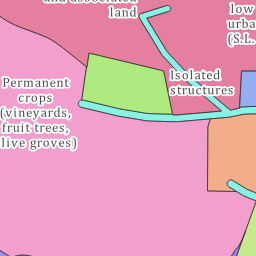 and associated
land
low
urba
(S.L.
Isolated
structures
Permanent
crops
(vineyards,
fruit trees,
live groves)